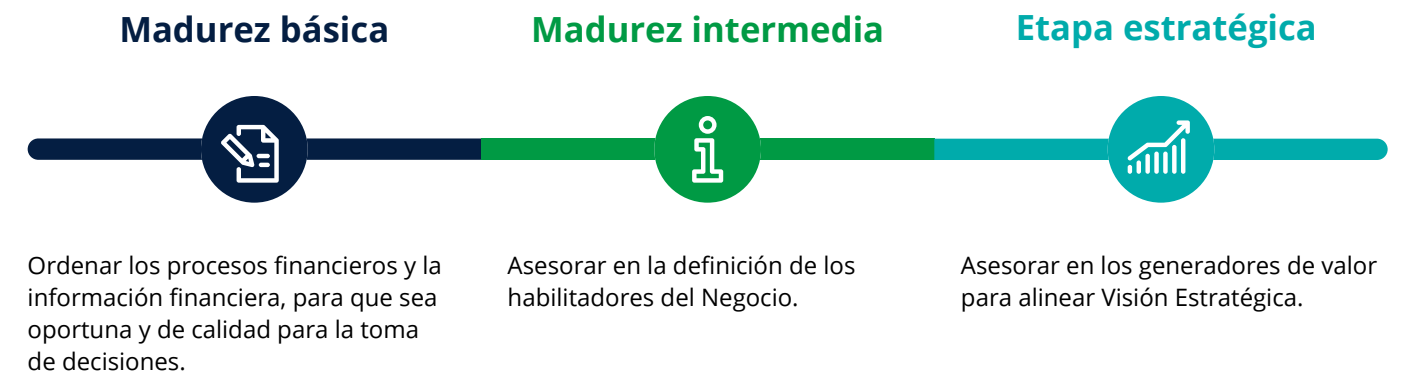 Madurez básica
Madurez intermedia
Etapa estratégica
Ordenar los procesos financieros y la
información financiera, para que sea
oportuna y de calidad para la toma
de decisiones.
Asesorar en la definición de los
habilitadores del Negocio.
Asesorar en los generadores de valor
para alinear Visión Estratégica.